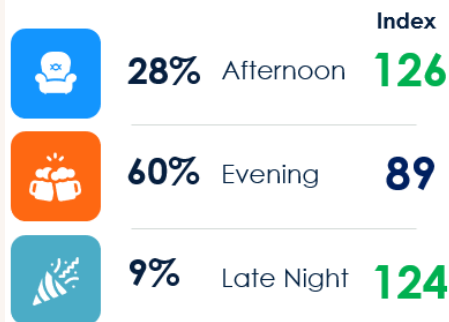 Index
28% Afternoon 126
60% Evening 89
9% Late Night 124